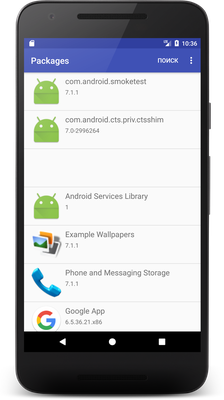 10:36
Packages ПОИСК
com.android.smoketest
7.1.1
com.android.cts.priv.ctsshim
7.0-2996264
Android Services Library
1
Example Wallpapers
7.1.1
Phone and Messaging Storage
7.1.1
Google App
6.5.36.21.x86